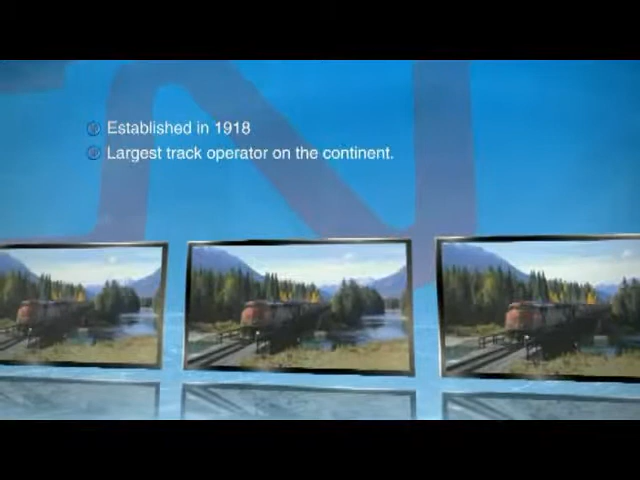 Established in 1918
Largest track operator on the continent.